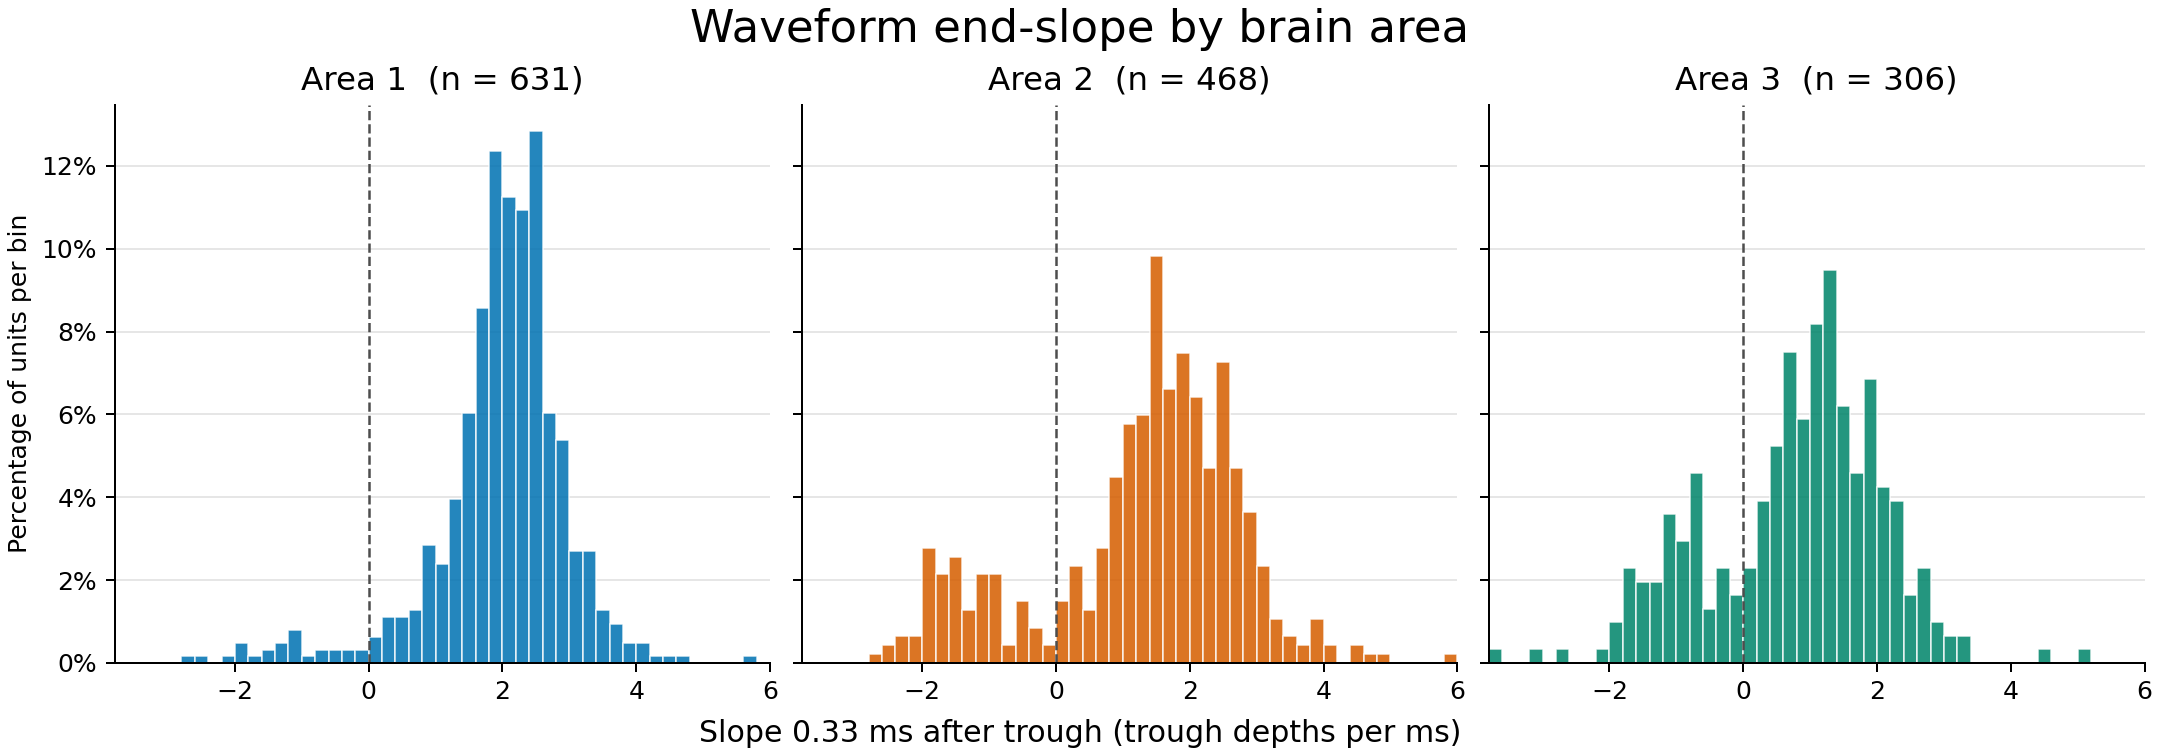 Waveform end-slope by brain area
Area 1 (n = 631)
Area 2 (n = 468)
Area 3 (n = 306)
Percentage of units per bin
12%
10%
8%
6%
4%
2%
0%
−2 0 2 4 6
−2 0 2 4 6
−2 0 2 4 6
Slope 0.33 ms after trough (trough depths per ms)